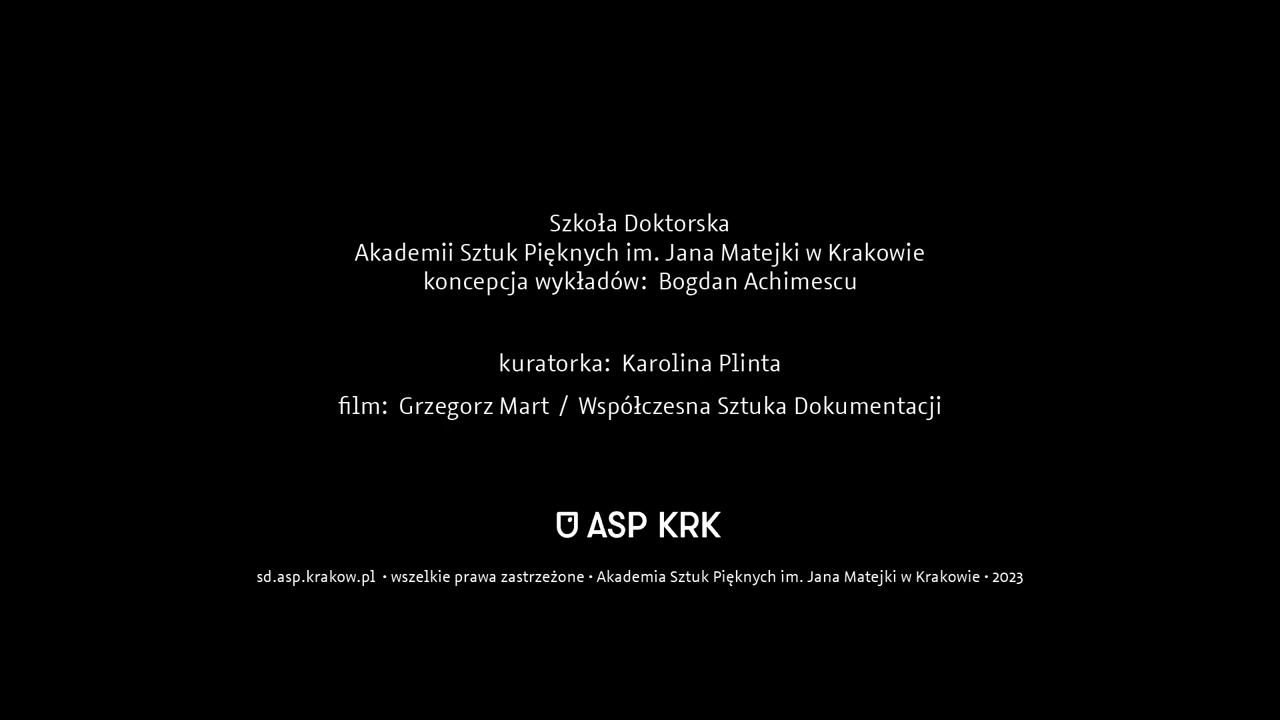 Szkoła Doktorska
Akademii Sztuk Pięknych im. Jana Matejki w Krakowie
koncepcja wykładów: Bogdan Achimescu
kuratorka: Karolina Plinta
film: Grzegorz Mart / Współczesna Sztuka Dokumentacji
ASP KRK
sd.asp.krakow.pl • wszelkie prawa zastrzeżone • Akademia Sztuk Pięknych im. Jana Matejki w Krakowie • 2023